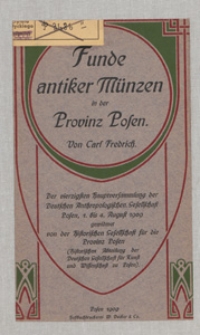 Funde
antiker Münzen
in der
Provinz Posen.
Von Carl Fredrich.
Der vierzigsten Hauptversammlung der
Deutschen Anthropologischen Gesellschaft
Posen, 1. bis 6. August 1909
gewidmet
von der Historischen Gesellschaft für die
Provinz Posen
(Historischen Abteilung der
Deutschen Gesellschaft für Kunst
und Wissenschaft zu Posen).
Posen 1909